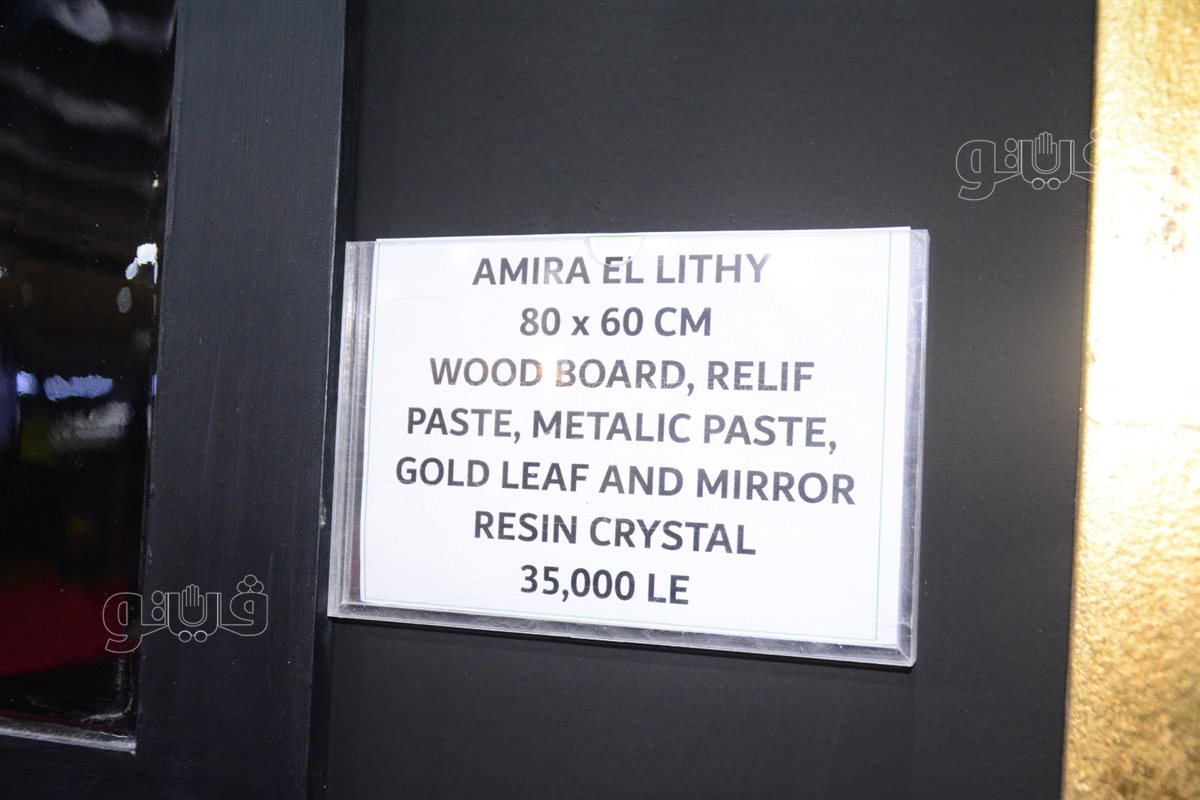 فيتو
AMIRA EL LITHY
80 x 60 CM
WOOD BOARD, RELIF
PASTE, METALIC PASTE,
GOLD LEAF AND MIRROR
RESIN CRYSTAL
35,000 LE
فيتو